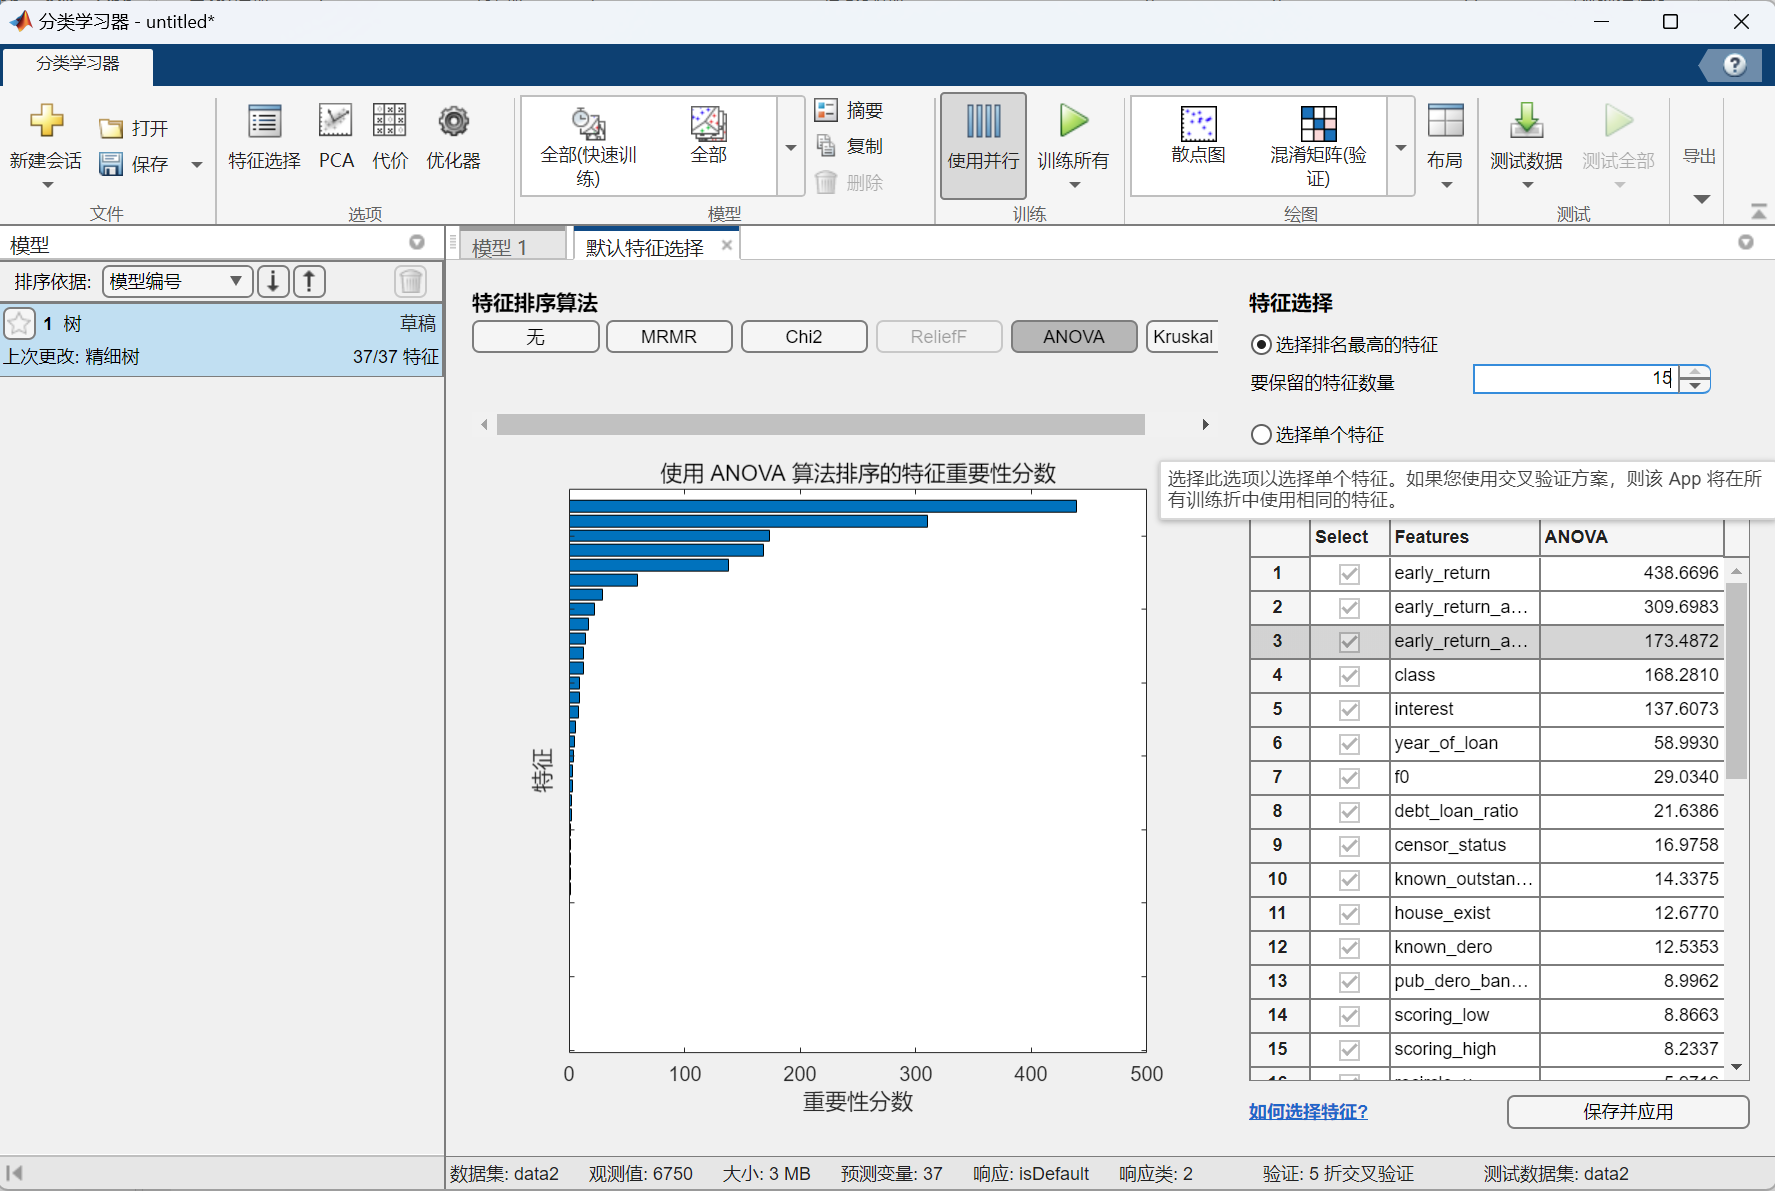 分类学习器 - untitled*
分类学习器
新建会话
打开
保存
文件
特征选择
PCA
代价
优化器
选项
全部(快速训
练)
全部
摘要
复制
删除
模型
使用并行
训练所有
训练
散点图
混淆矩阵(验
证)
绘图
布局
测试数据
测试全部
测试
导出
模型
排序依据: 模型编号
1 树 草稿
上次更改: 精细树 37/37 特征
模型 1
默认特征选择
特征排序算法
无 MRMR Chi2 ReliefF ANOVA Kruskal
使用 ANOVA 算法排序的特征重要性分数
特征
0 100 200 300 400 500
重要性分数
特征选择
选择排名最高的特征
要保留的特征数量 15
选择单个特征
选择此选项以选择单个特征。如果您使用交叉验证方案，则该 App 将在所
有训练折中使用相同的特征。
Select Features ANOVA
1 early_return 438.6696
2 early_return_a... 309.6983
3 early_return_a... 173.4872
4 class 168.2810
5 interest 137.6073
6 year_of_loan 58.9930
7 f0 29.0340
8 debt_loan_ratio 21.6386
9 censor_status 16.9758
10 known_outstan... 14.3375
11 house_exist 12.6770
12 known_dero 12.5353
13 pub_dero_ban... 8.9962
14 scoring_low 8.8663
15 scoring_high 8.2337
如何选择特征?
保存并应用
数据集: data2 观测值: 6750 大小: 3 MB 预测变量: 37 响应: isDefault 响应类: 2 验证: 5 折交叉验证 测试数据集: data2